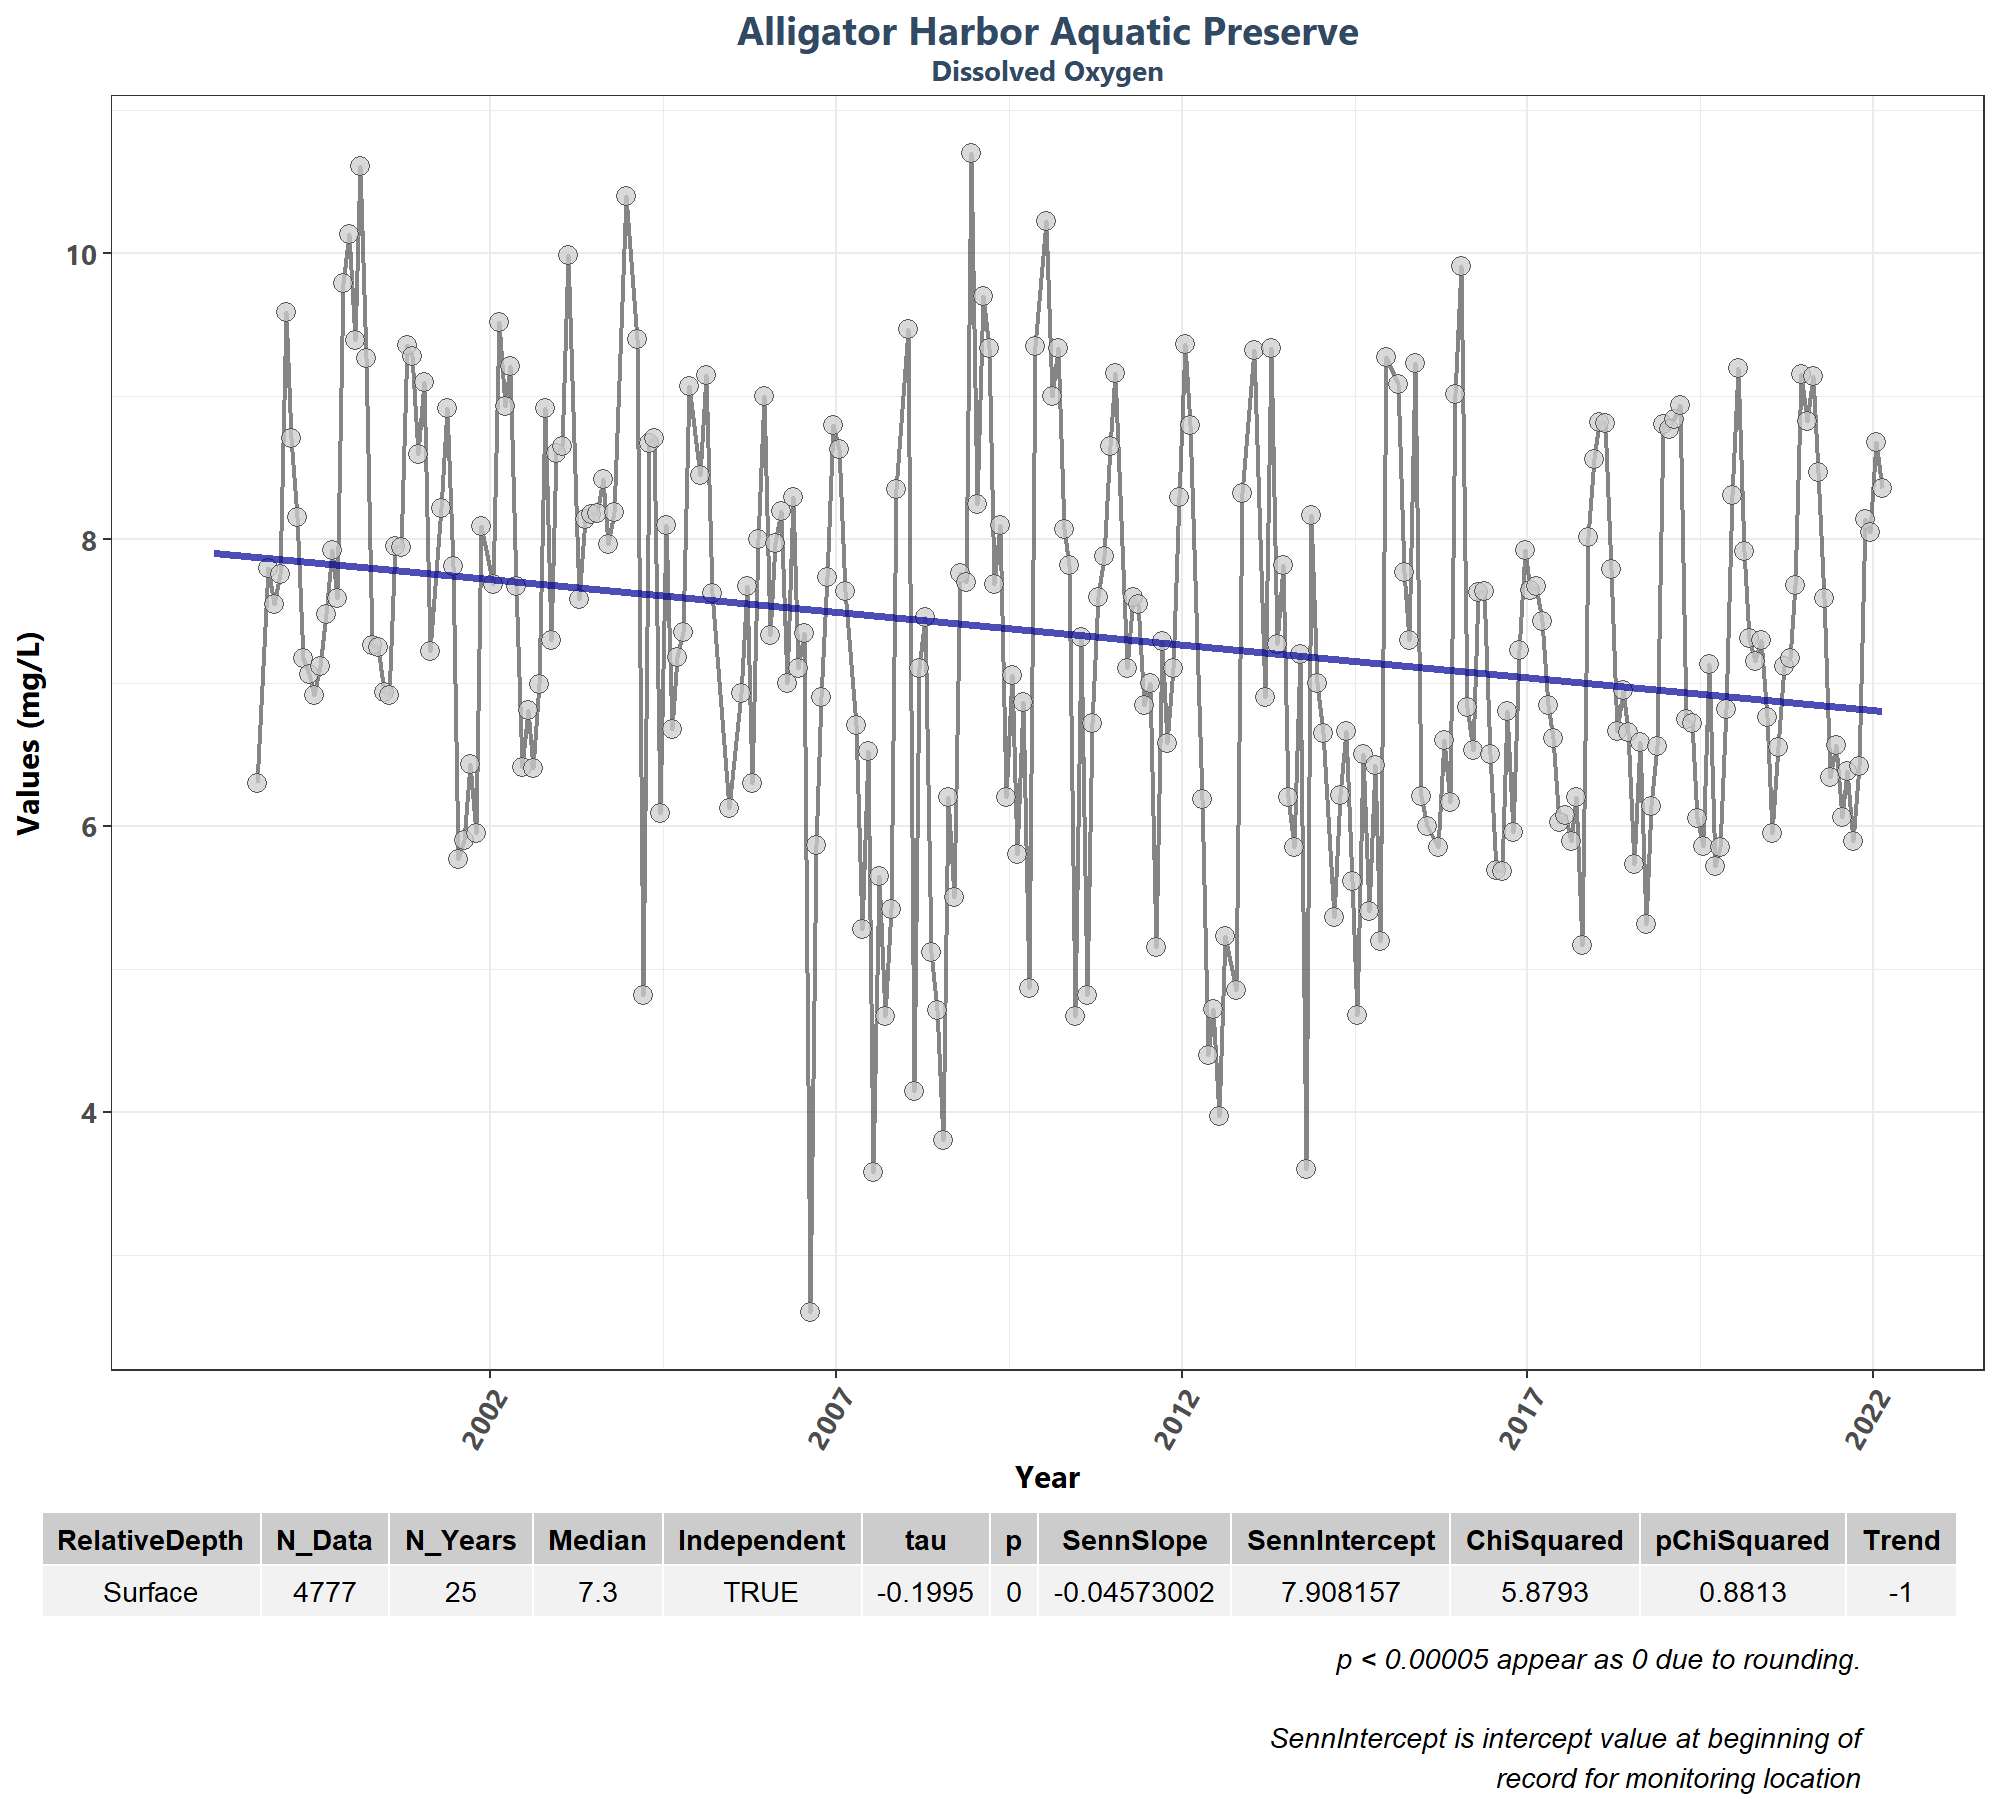 Alligator Harbor Aquatic Preserve
Dissolved Oxygen
Values (mg/L)
10
8
6
4
2002
2007
2012
2017
2022
Year
RelativeDepth N_Data N_Years Median Independent tau p SennSlope SennIntercept ChiSquared pChiSquared Trend
Surface 4777 25 7.3 TRUE -0.1995 0 -0.04573002 7.908157 5.8793 0.8813 -1
p < 0.00005 appear as 0 due to rounding.
SennIntercept is intercept value at beginning of
record for monitoring location